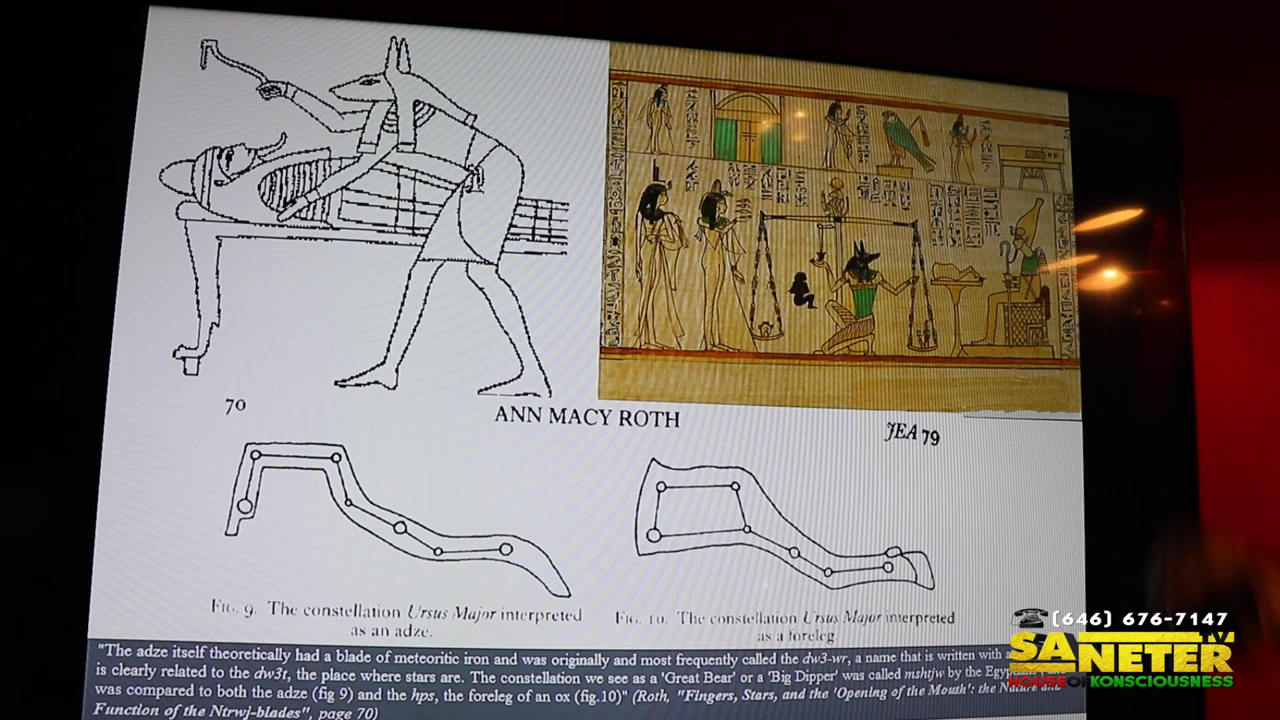 70
ANN MACY ROTH
JEA 79
FIG. 9. The constellation Ursus Major interpreted
as an adze.
FIG. 10. The constellation Ursus Major interpreted
as a foreleg
"The adze itself theoretically had a blade of meteoritic iron and was originally and most frequently called the dw3-wr, a name that is written with a
is clearly related to the dw3t, the place where stars are. The constellation we see as a 'Great Bear' or a 'Big Dipper' was called mshtjw by the Egy
was compared to both the adze (fig 9) and the hps, the foreleg of an ox (fig.10)" (Roth, "Fingers, Stars, and the 'Opening of the Mouth': the Nature and
Function of the Ntrwj-blades", page 70)
(646) 676-7147
SANETER TV
HOUSE OF KONSCIOUSNESS